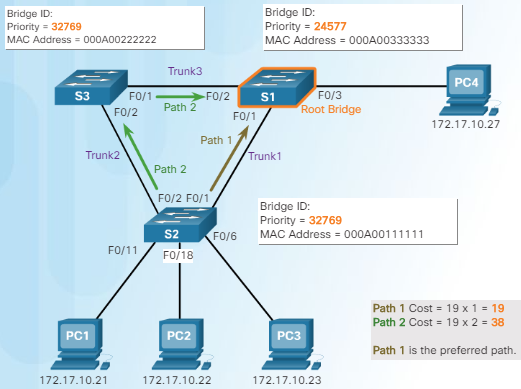 Bridge ID:
Priority = 32769
MAC Address = 000A00222222
Bridge ID:
Priority = 24577
MAC Address = 000A00333333
Trunk3
S3
F0/1
Path 2
F0/2
S1
F0/3
PC4
Root Bridge
F0/2
F0/1
172.17.10.27
Path 1
Trunk2
Trunk1
Path 2
F0/2
F0/1
Bridge ID:
Priority = 32769
MAC Address = 000A00111111
S2
F0/6
F0/11
F0/18
Path 1 Cost = 19 x 1 = 19
Path 2 Cost = 19 x 2 = 38
Path 1 is the preferred path.
PC1
PC2
PC3
172.17.10.21
172.17.10.22
172.17.10.23